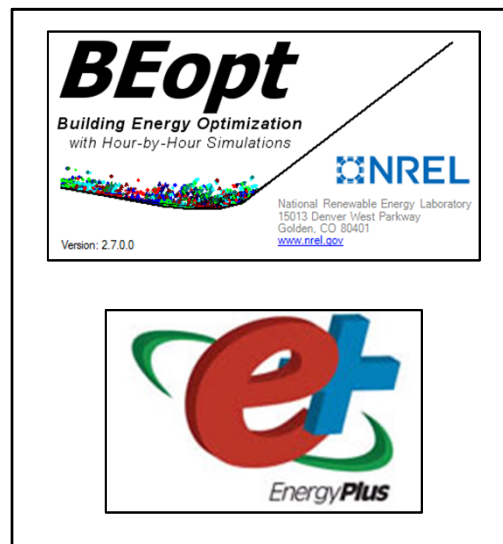 BEopt
Building Energy Optimization
with Hour-by-Hour Simulations
NREL
National Renewable Energy Laboratory
15013 Denver West Parkway
Golden, CO 80401
www.nrel.gov
Version: 2.7.0.0
e+
EnergyPlus